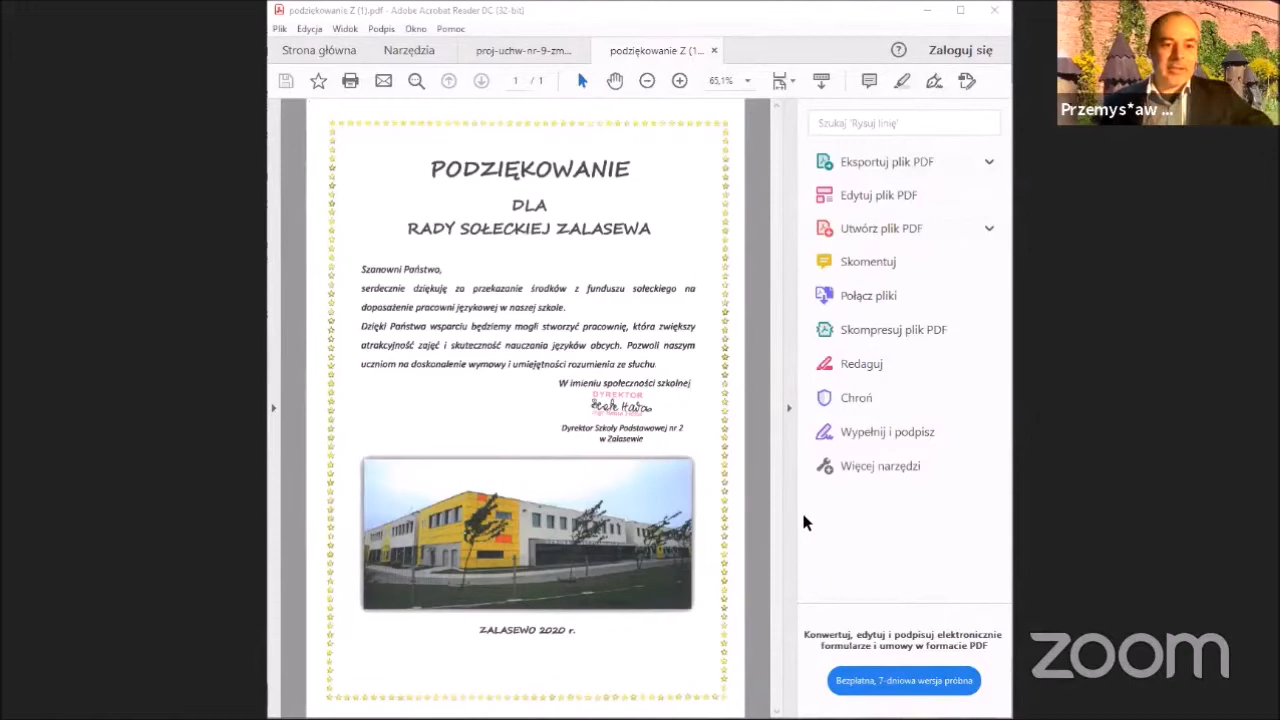 podziękowanie Z (1).pdf - Adobe Acrobat Reader DC (32-bit)
Plik Edycja Widok Podpis Okno Pomoc
Strona główna Narzędzia proj-uchw-nr-9-zm... podziękowanie Z (1... × Zaloguj się
1 / 1 65,1%
Przemys*aw ...
Szukaj 'Rysuj linię'
Eksportuj plik PDF
Edytuj plik PDF
Utwórz plik PDF
Skomentuj
Połącz pliki
Skompresuj plik PDF
Redaguj
Chroń
Wypełnij i podpisz
Więcej narzędzi
Konwertuj, edytuj i podpisuj elektronicznie
formularze i umowy w formacie PDF
Bezpłatna, 7-dniowa wersja próbna
PODZIĘKOWANIE
DLA
RADY SOŁECKIEJ ZALASEWA
Szanowni Państwo,
serdecznie dziękuję za przekazanie środków z funduszu sołeckiego na
doposażenie pracowni językowej w naszej szkole.
Dzięki Państwa wsparciu będziemy mogli stworzyć pracownię, która zwiększy
atrakcyjność zajęć i skuteczność nauczania języków obcych. Pozwoli naszym
uczniom na doskonalenie wymowy i umiejętności rozumienia ze słuchu.
W imieniu społeczności szkolnej
DYREKTOR
Dyrektor Szkoły Podstawowej nr 2
w Zalasewie
ZALASEWO 2020 r.
zoom